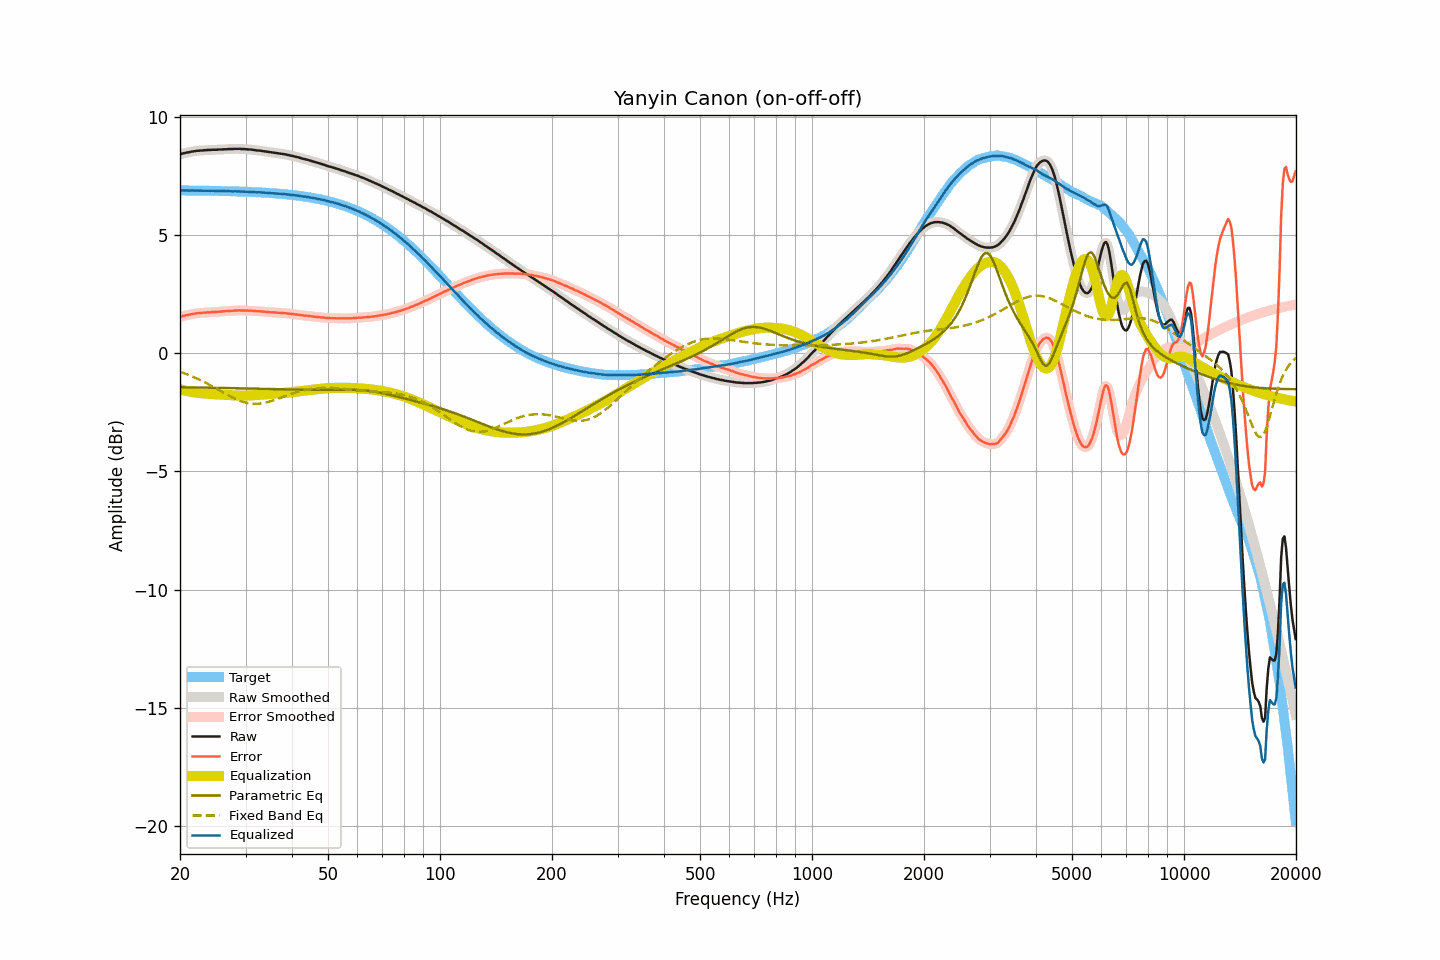 Yanyin Canon (on-off-off)
10
5
0
−5
−10
−15
−20
Amplitude (dBr)
Target
Raw Smoothed
Error Smoothed
Raw
Error
Equalization
Parametric Eq
Fixed Band Eq
Equalized
20 50 100 200 500 1000 2000 5000 10000 20000
Frequency (Hz)